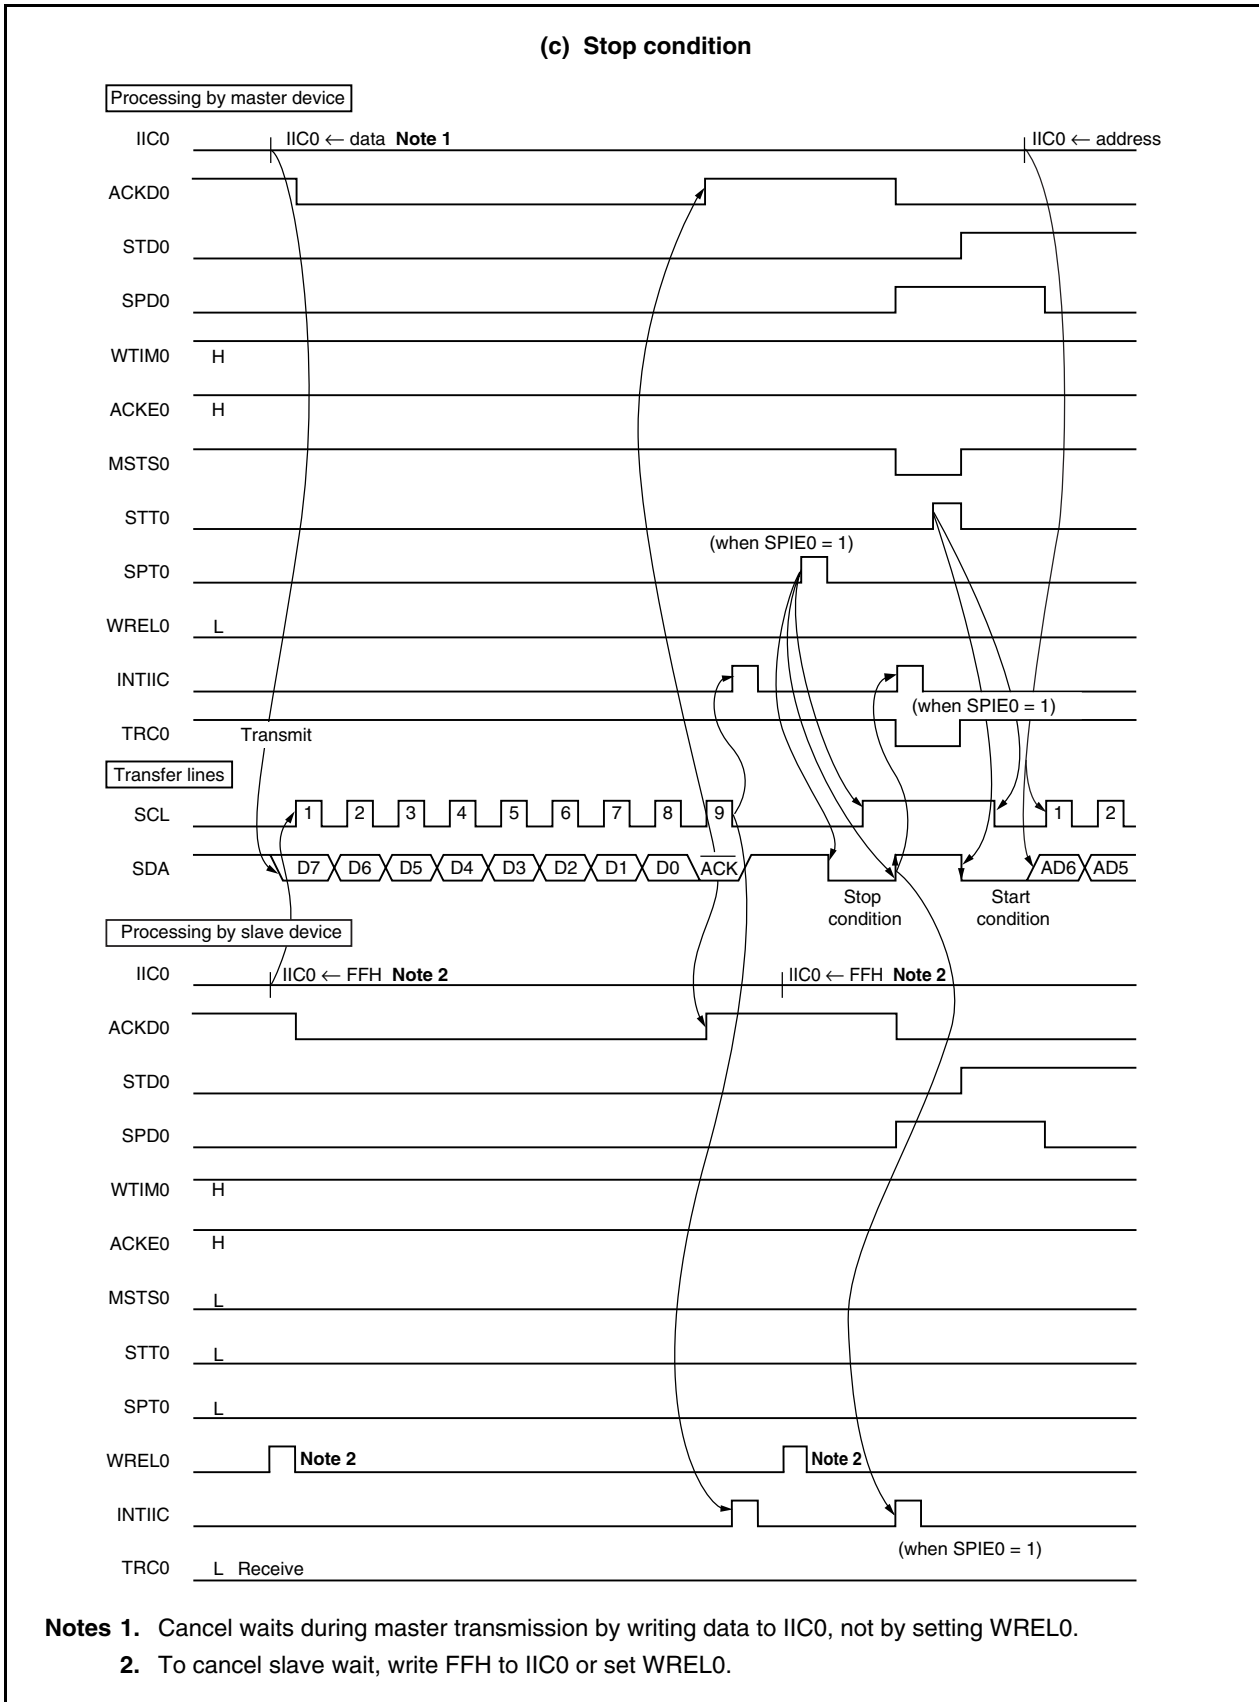 (c) Stop condition
Processing by master device
IIC0 IIC0 ← data Note 1 IIC0 ← address
ACKD0
STD0
SPD0
WTIM0 H
ACKE0 H
MSTS0
STT0
(when SPIE0 = 1)
SPT0
WREL0 L
INTIIC
(when SPIE0 = 1)
TRC0 Transmit
Transfer lines
SCL 1 2 3 4 5 6 7 8 9 1 2
SDA D7 D6 D5 D4 D3 D2 D1 D0 A̅C̅K̅ AD6 AD5
Stop Start
condition condition
Processing by slave device
IIC0 IIC0 ← FFH Note 2 IIC0 ← FFH Note 2
ACKD0
STD0
SPD0
WTIM0 H
ACKE0 H
MSTS0 L
STT0 L
SPT0 L
WREL0 Note 2 Note 2
INTIIC
(when SPIE0 = 1)
TRC0 L Receive
Notes 1. Cancel waits during master transmission by writing data to IIC0, not by setting WREL0.
2. To cancel slave wait, write FFH to IIC0 or set WREL0.